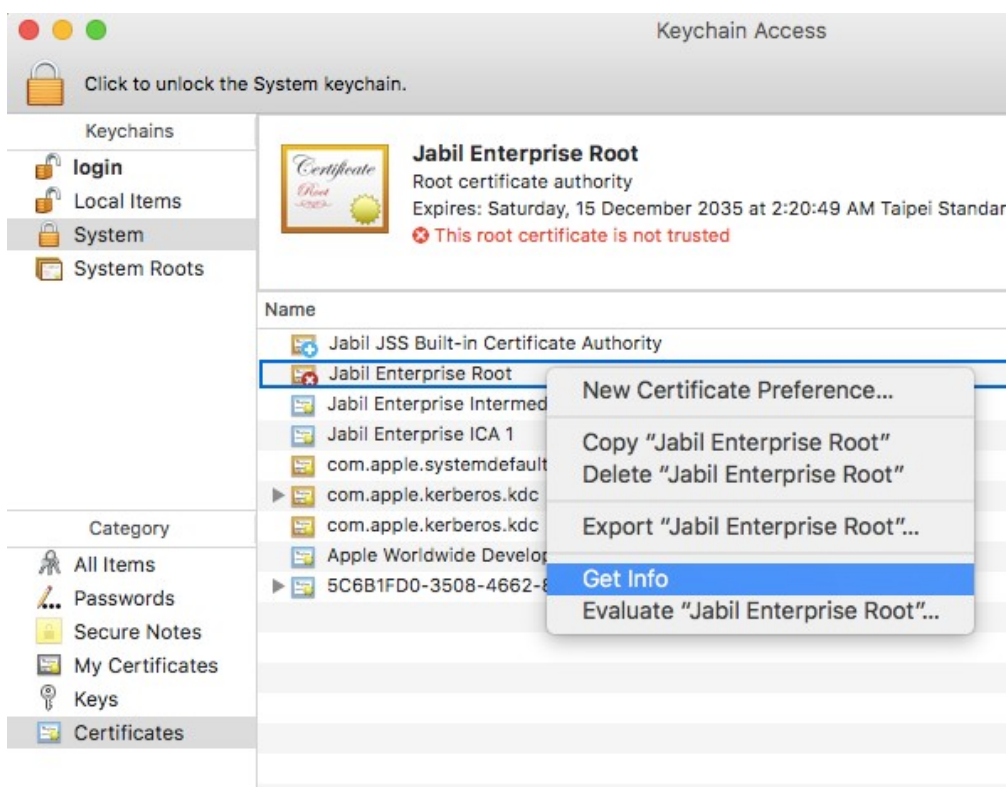 Keychain Access
Click to unlock the System keychain.
Keychains
login
Local Items
System
System Roots
Certificate
Root
Jabil Enterprise Root
Root certificate authority
Expires: Saturday, 15 December 2035 at 2:20:49 AM Taipei
This root certificate is not trusted
Name
Jabil JSS Built-in Certificate Authority
Jabil Enterprise Root
Jabil Enterprise
Jabil Enterprise ICA 1
com.apple.systemdefault
com.apple.kerberos.kdc
com.apple.kerberos.kdc
Apple Worldwide
5C6B1FD0-3508-4662-
New Certificate Preference...
Copy “Jabil Enterprise Root”
Delete “Jabil Enterprise Root”
Export “Jabil Enterprise Root”...
Get Info
Evaluate “Jabil Enterprise Root”...
Category
All Items
Passwords
Secure Notes
My Certificates
Keys
Certificates